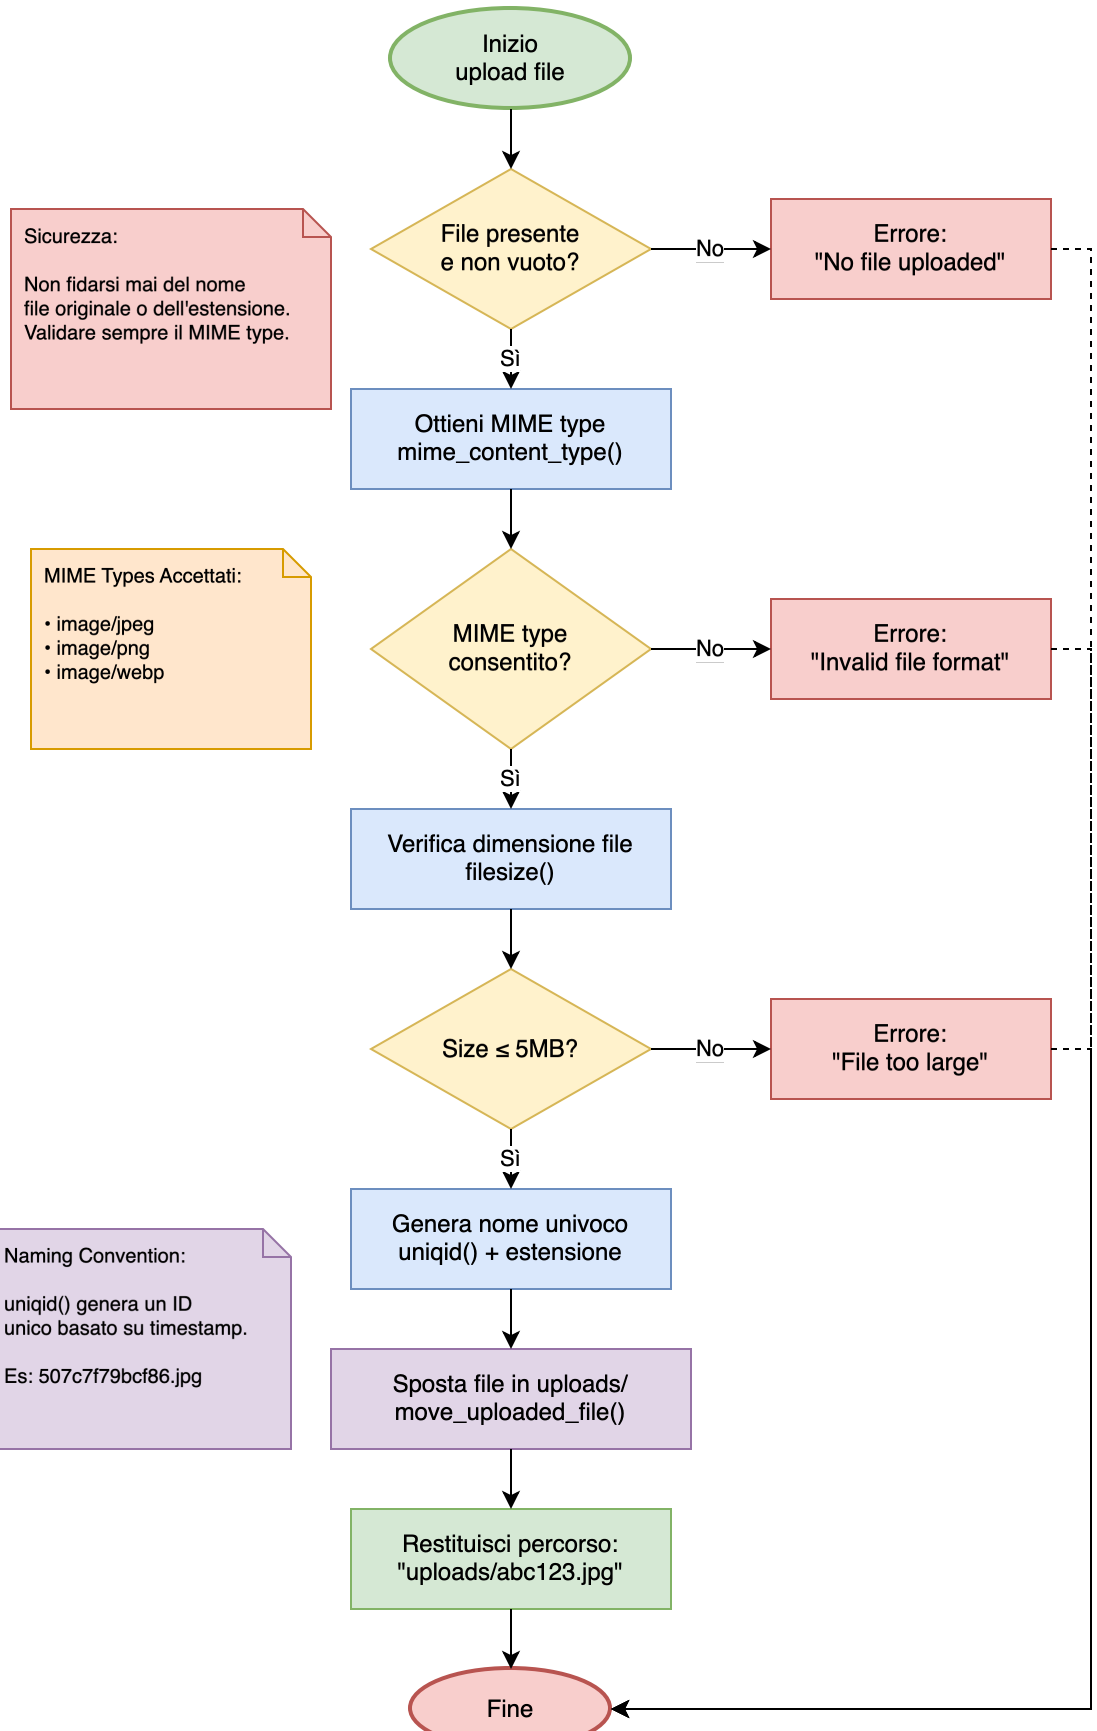 Inizio
upload file
File presente
e non vuoto?
No
Errore:
"No file uploaded"
Sicurezza:
Non fidarsi mai del nome
file originale o dell'estensione.
Validare sempre il MIME type.
Sì
Ottieni MIME type
mime_content_type()
MIME Types Accettati:
• image/jpeg
• image/png
• image/webp
MIME type
consentito?
No
Errore:
"Invalid file format"
Sì
Verifica dimensione file
filesize()
Size ≤ 5MB?
No
Errore:
"File too large"
Sì
Genera nome univoco
uniqid() + estensione
Naming Convention:
uniqid() genera un ID
unico basato su timestamp.
Es: 507c7f79bcf86.jpg
Sposta file in uploads/
move_uploaded_file()
Restituisci percorso:
"uploads/abc123.jpg"
Fine